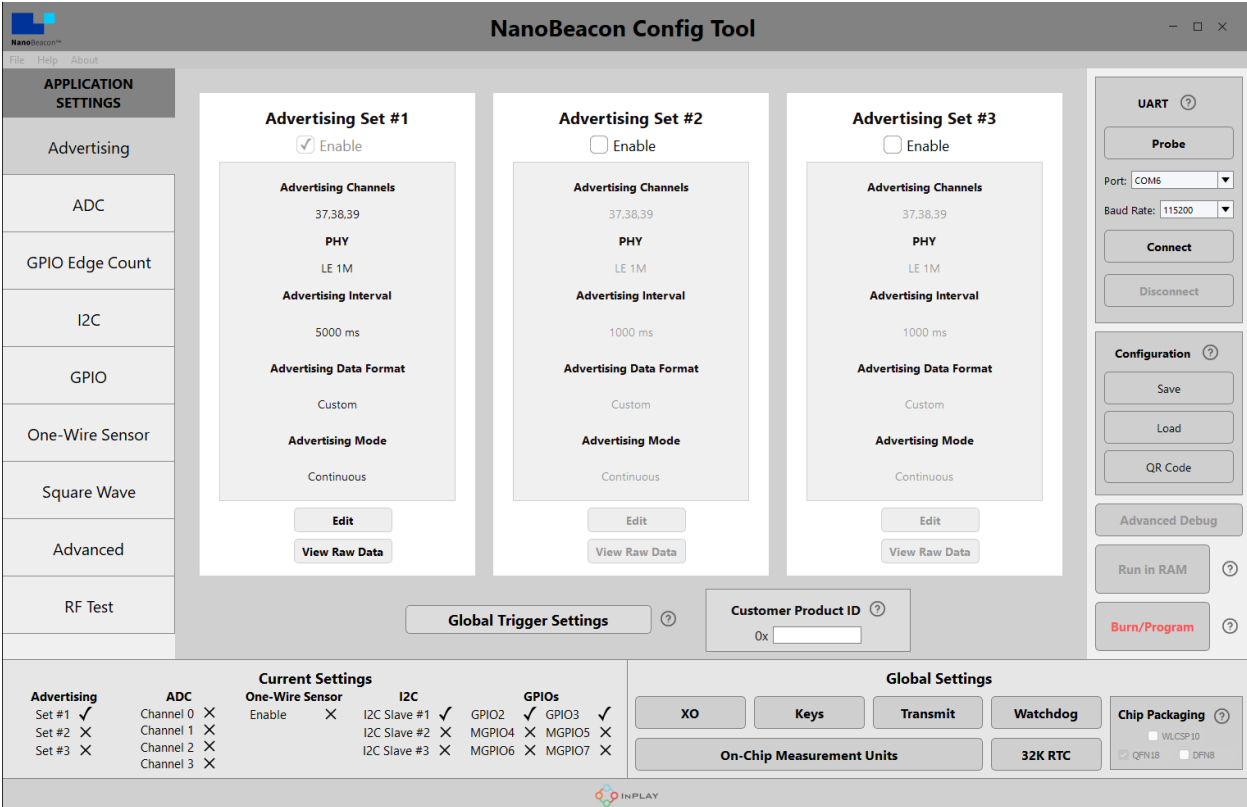 NanoBeacon Config Tool
NanoBeacon™
File Help About
APPLICATION
SETTINGS
Advertising
ADC
GPIO Edge Count
I2C
GPIO
One-Wire Sensor
Square Wave
Advanced
RF Test
Advertising Set #1
Enable
Advertising Channels
37,38,39
PHY
LE 1M
Advertising Interval
5000 ms
Advertising Data Format
Custom
Advertising Mode
Continuous
Edit
View Raw Data
Advertising Set #2
Enable
Advertising Channels
37,38,39
PHY
LE 1M
Advertising Interval
1000 ms
Advertising Data Format
Custom
Advertising Mode
Continuous
Edit
View Raw Data
Advertising Set #3
Enable
Advertising Channels
37,38,39
PHY
LE 1M
Advertising Interval
1000 ms
Advertising Data Format
Custom
Advertising Mode
Continuous
Edit
View Raw Data
Global Trigger Settings ?
Customer Product ID ?
0x
UART ?
Probe
Port: COM6
Baud Rate: 115200
Connect
Disconnect
Configuration ?
Save
Load
QR Code
Advanced Debug
Run in RAM ?
Burn/Program ?
Current Settings
Advertising
Set #1
Set #2
Set #3
ADC
Channel 0
Channel 1
Channel 2
Channel 3
One-Wire Sensor
Enable
I2C
I2C Slave #1
I2C Slave #2
I2C Slave #3
GPIOs
GPIO2 GPIO3
MGPIO4 MGPIO5
MGPIO6 MGPIO7
Global Settings
XO
Keys
Transmit
Watchdog
On-Chip Measurement Units
32K RTC
Chip Packaging ?
WLCSP10
QFN18 DFN8
INPLAY